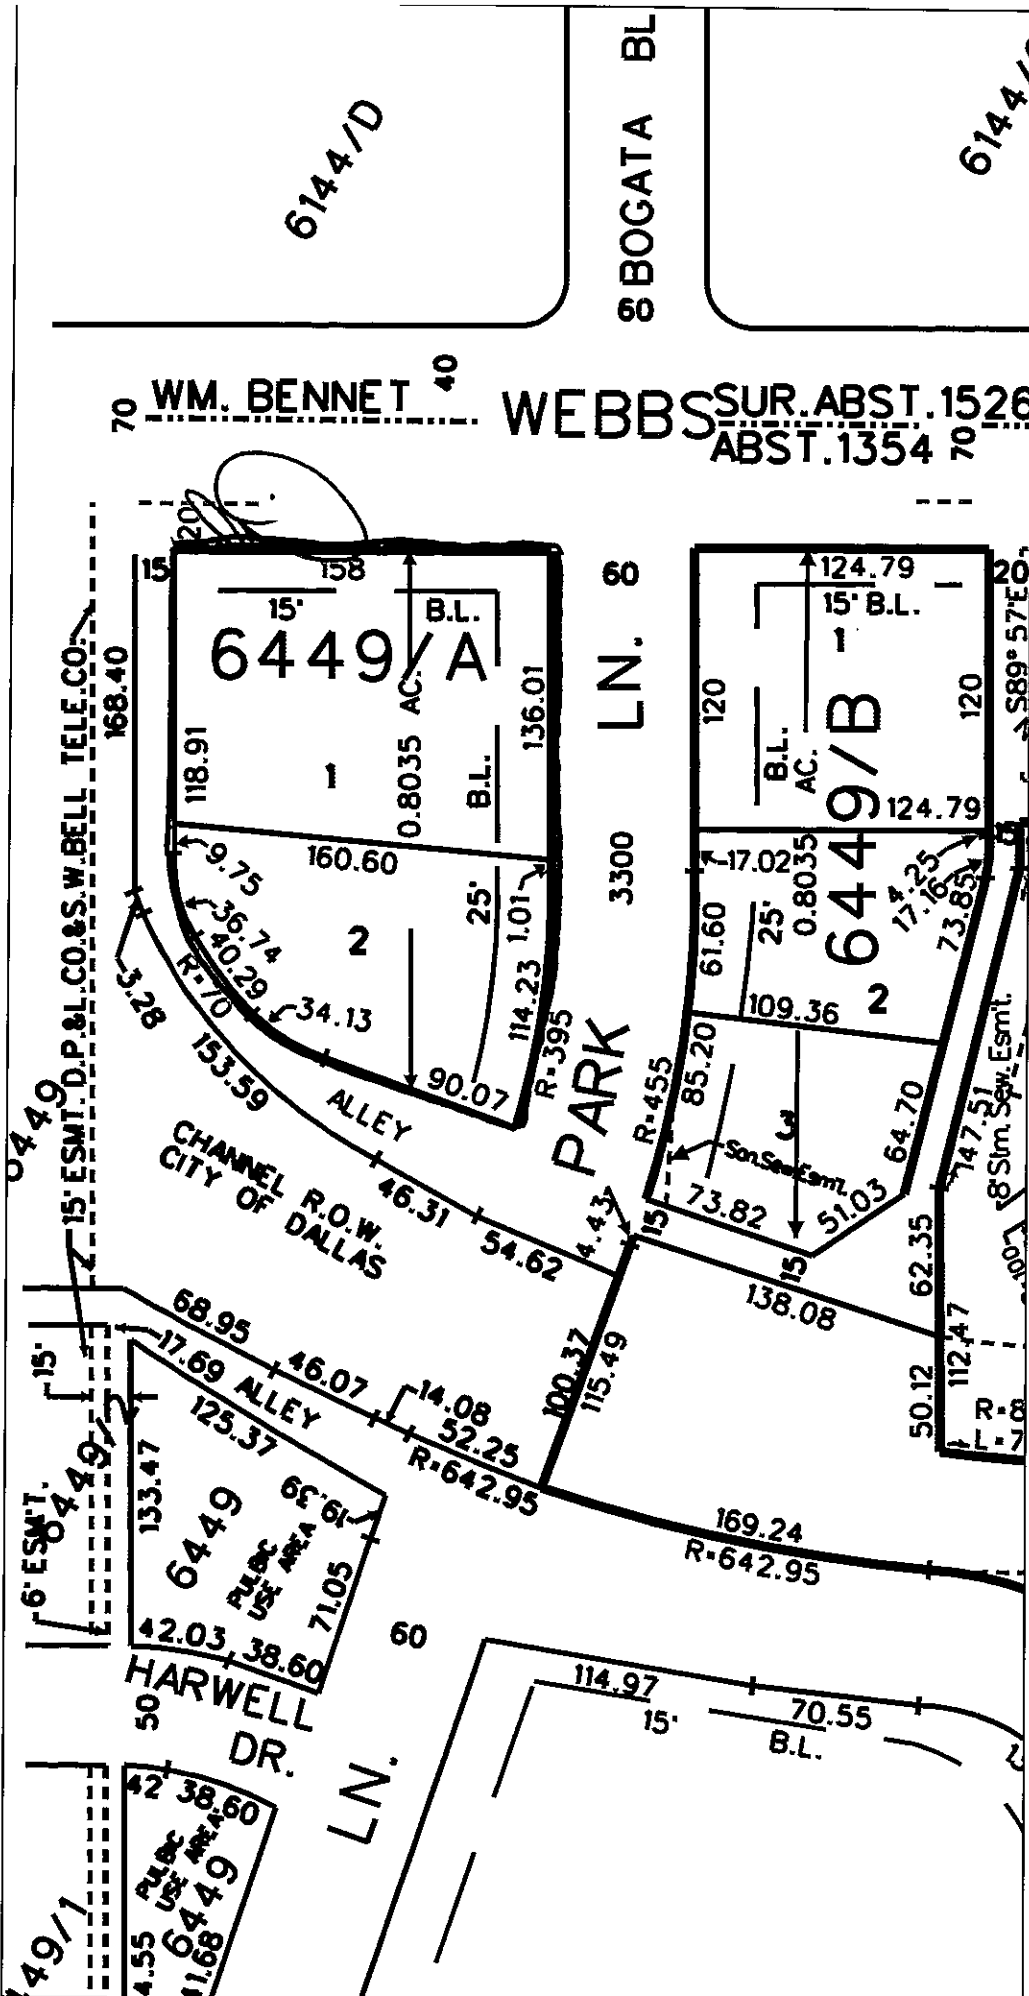 6144/D
BOGATA BL
60
WM. BENNET
40
70
WEBBS
SUR. ABST. 1526
ABST. 1354
70
20
15
158
15'
B.L.
6449/A
168.40
118.91
1
0.8035 AC.
B.L.
136.01
160.60
9.75
36.74
40.29
R=70
34.13
2
25'
1.01
114.23
R=395
90.07
3.28
153.59
ALLEY
CHANNEL R.O.W.
CITY OF DALLAS
46.31
54.62
15' ESMT. D.P.&L.CO.&S.W.BELL TELE.CO.
60
LN.
3300
PARK
124.79
15' B.L.
1
120
120
B.L.
AC.
0.8035
6449/B
124.79
20
S89°57'E
17.02
4.25
17.16
73.85
61.60
25'
109.36
2
R=455
85.20
3
San.Sew.Esm't.
64.70
147.51
8' Stm. Sew. Esm't.
73.82
51.03
15
15
4.43
138.08
62.35
112.47
50.12
100.37
115.49
68.95
46.07
14.08
52.25
R=642.95
169.24
R=642.95
15'
17.69
ALLEY
125.37
19.39
133.47
6449
PULBIC
USE AREA
71.05
6' ESM'T.
6449
42.03
38.60
HARWELL
DR.
50
60
LN.
114.97
15'
70.55
B.L.
42
38.60
PULBIC
USE AREA
6449